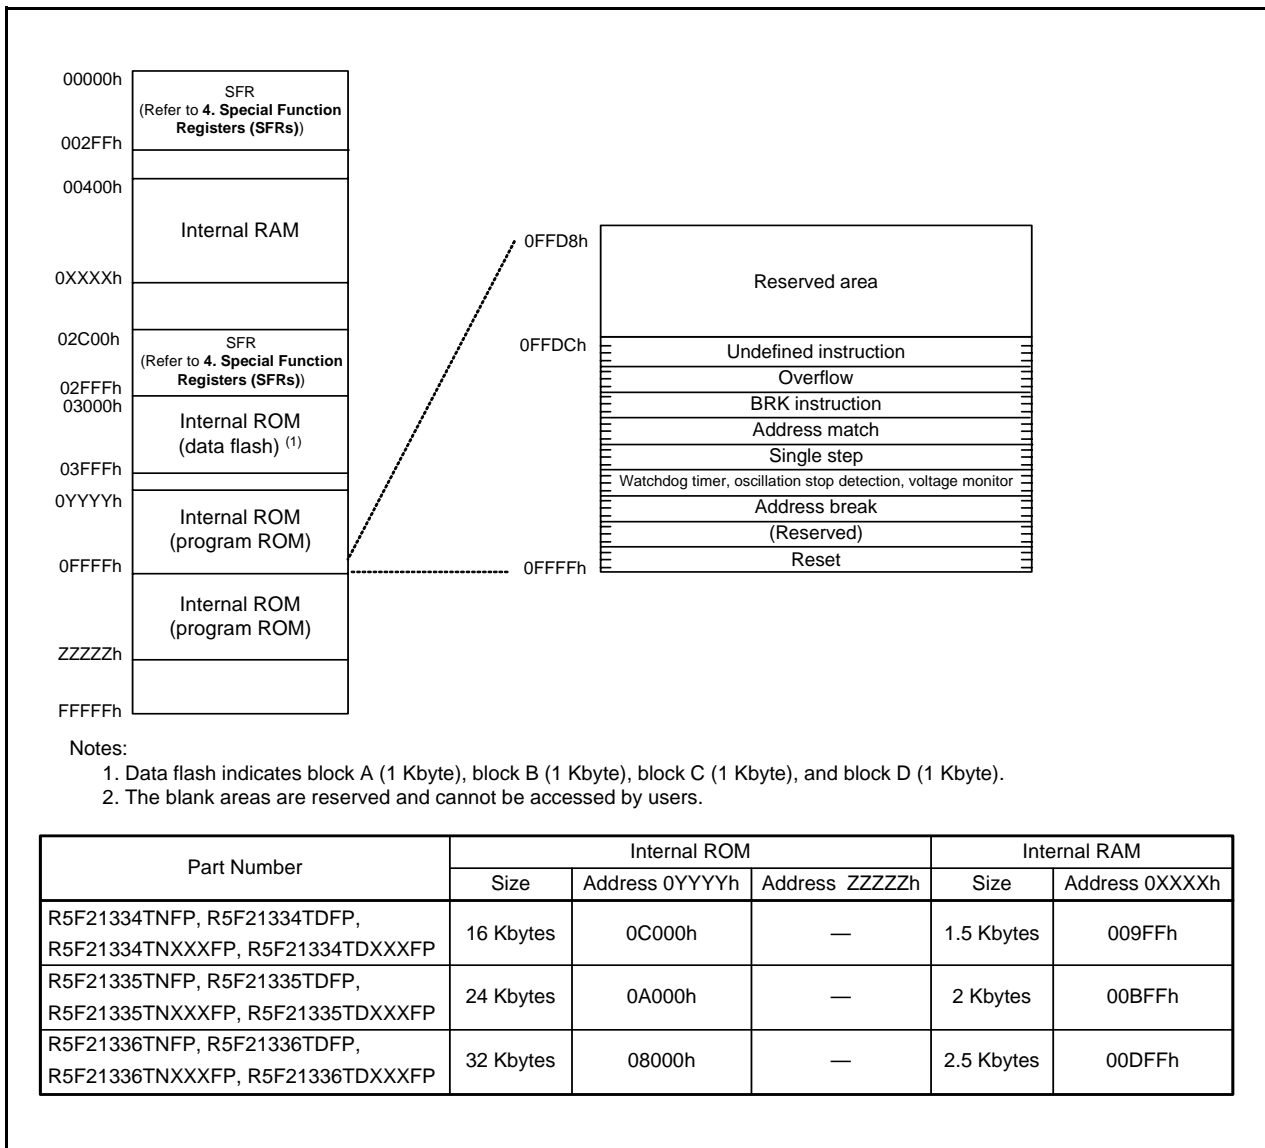 00000h
SFR
(Refer to 4. Special Function
Registers (SFRs))
002FFh
00400h
Internal RAM
0XXXXh
02C00h
SFR
(Refer to 4. Special Function
Registers (SFRs))
02FFFh
03000h
Internal ROM
(data flash) (1)
03FFFh
0YYYYh
Internal ROM
(program ROM)
0FFFFh
Internal ROM
(program ROM)
ZZZZZh
FFFFFh
0FFD8h
Reserved area
0FFDCh
Undefined instruction
Overflow
BRK instruction
Address match
Single step
Watchdog timer, oscillation stop detection, voltage monitor
Address break
(Reserved)
Reset
0FFFFh
Notes:
1. Data flash indicates block A (1 Kbyte), block B (1 Kbyte), block C (1 Kbyte), and block D (1 Kbyte).
2. The blank areas are reserved and cannot be accessed by users.
Part Number Internal ROM Internal RAM
Size Address 0YYYYh Address ZZZZZh Size Address 0XXXXh
R5F21334TNFP, R5F21334TDFP,
R5F21334TNXXXFP, R5F21334TDXXXFP
16 Kbytes 0C000h — 1.5 Kbytes 009FFh
R5F21335TNFP, R5F21335TDFP,
R5F21335TNXXXFP, R5F21335TDXXXFP
24 Kbytes 0A000h — 2 Kbytes 00BFFh
R5F21336TNFP, R5F21336TDFP,
R5F21336TNXXXFP, R5F21336TDXXXFP
32 Kbytes 08000h — 2.5 Kbytes 00DFFh